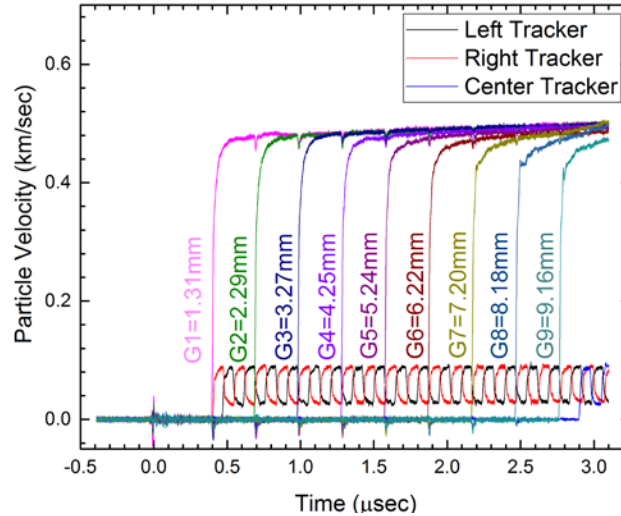 Left Tracker
Right Tracker
Center Tracker
Particle Velocity (km/sec)
0.6
0.4
0.2
0.0
G1=1.31mm
G2=2.29mm
G3=3.27mm
G4=4.25mm
G5=5.24mm
G6=6.22mm
G7=7.20mm
G8=8.18mm
G9=9.16mm
-0.5 0.0 0.5 1.0 1.5 2.0 2.5 3.0
Time (μsec)